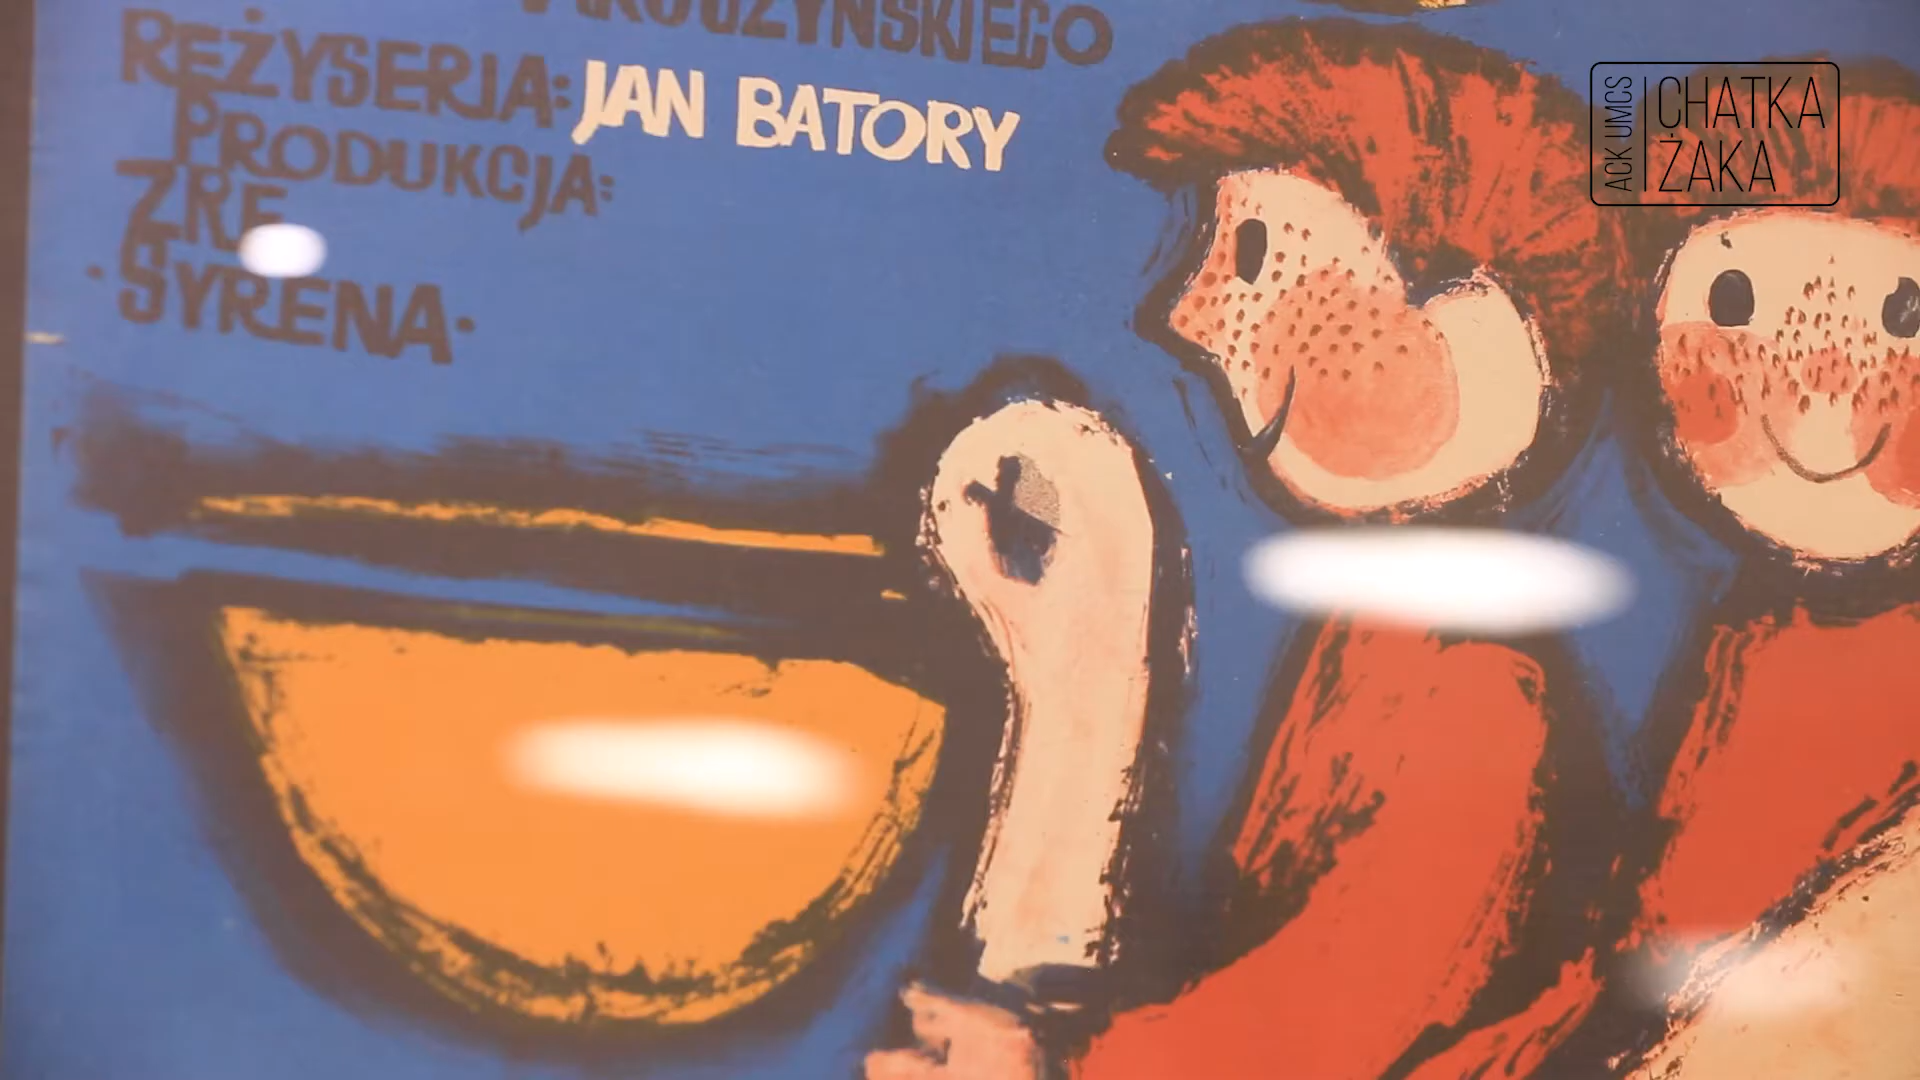 REŻYSERIA: JAN BATORY
PRODUKCJA:
ZRF
SYRENA
ACK UMCS
CHATKA
ŻAKA